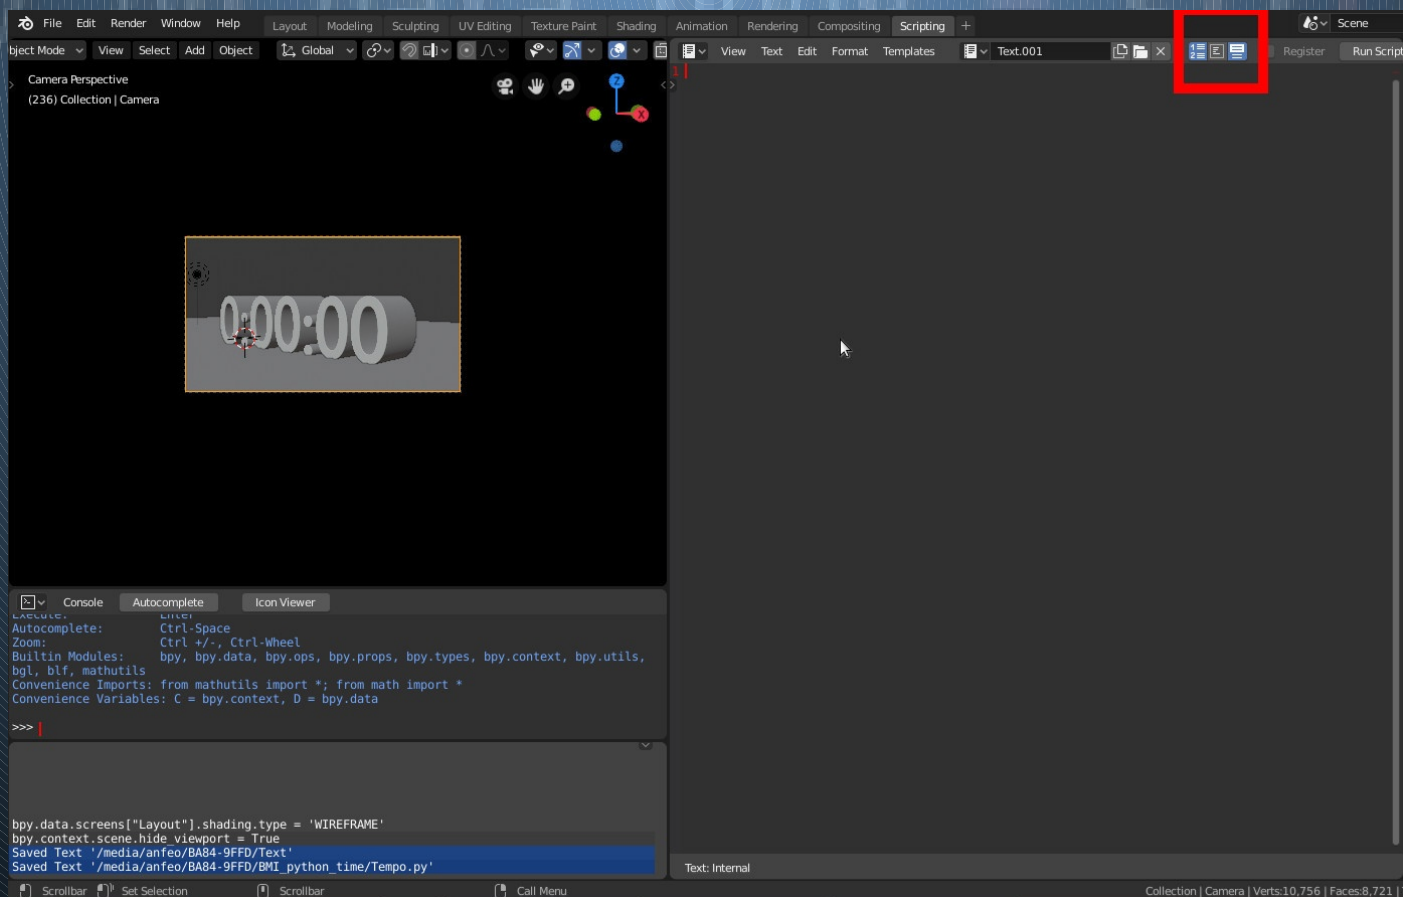 File Edit Render Window Help Layout Modeling Sculpting UV Editing Texture Paint Shading Animation Rendering Compositing Scripting + Scene
bject Mode View Select Add Object Global
View Text Edit Format Templates Text.001 Register Run Script
Camera Perspective
(236) Collection | Camera
Z
X
00:00
1
Console Autocomplete Icon Viewer
Execute: Enter
Autocomplete: Ctrl-Space
Zoom: Ctrl +/-, Ctrl-Wheel
Builtin Modules: bpy, bpy.data, bpy.ops, bpy.props, bpy.types, bpy.context, bpy.utils,
bgl, blf, mathutils
Convenience Imports: from mathutils import *; from math import *
Convenience Variables: C = bpy.context, D = bpy.data
>>>
bpy.data.screens["Layout"].shading.type = 'WIREFRAME'
bpy.context.scene.hide_viewport = True
Saved Text '/media/anfeo/BA84-9FFD/Text'
Saved Text '/media/anfeo/BA84-9FFD/BMI_python_time/Tempo.py'
Text: Internal
Scrollbar Set Selection Scrollbar Call Menu Collection | Camera | Verts:10,756 | Faces:8,721 |